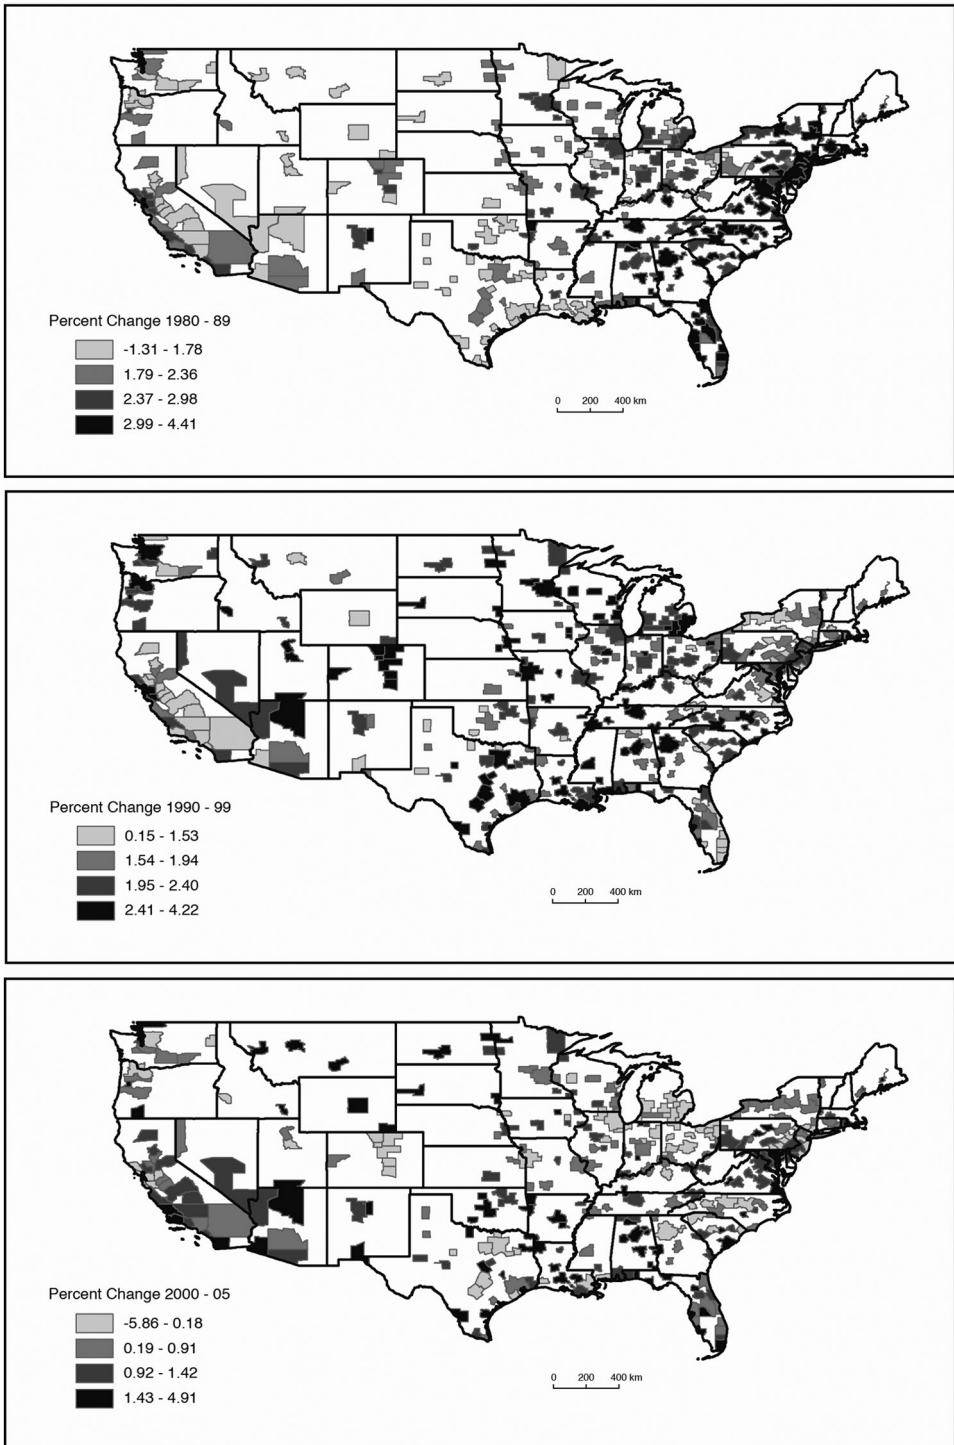 Percent Change 1980 - 89
-1.31 - 1.78
1.79 - 2.36
2.37 - 2.98
2.99 - 4.41
0 200 400 km
Percent Change 1990 - 99
0.15 - 1.53
1.54 - 1.94
1.95 - 2.40
2.41 - 4.22
0 200 400 km
Percent Change 2000 - 05
-5.86 - 0.18
0.19 - 0.91
0.92 - 1.42
1.43 - 4.91
0 200 400 km